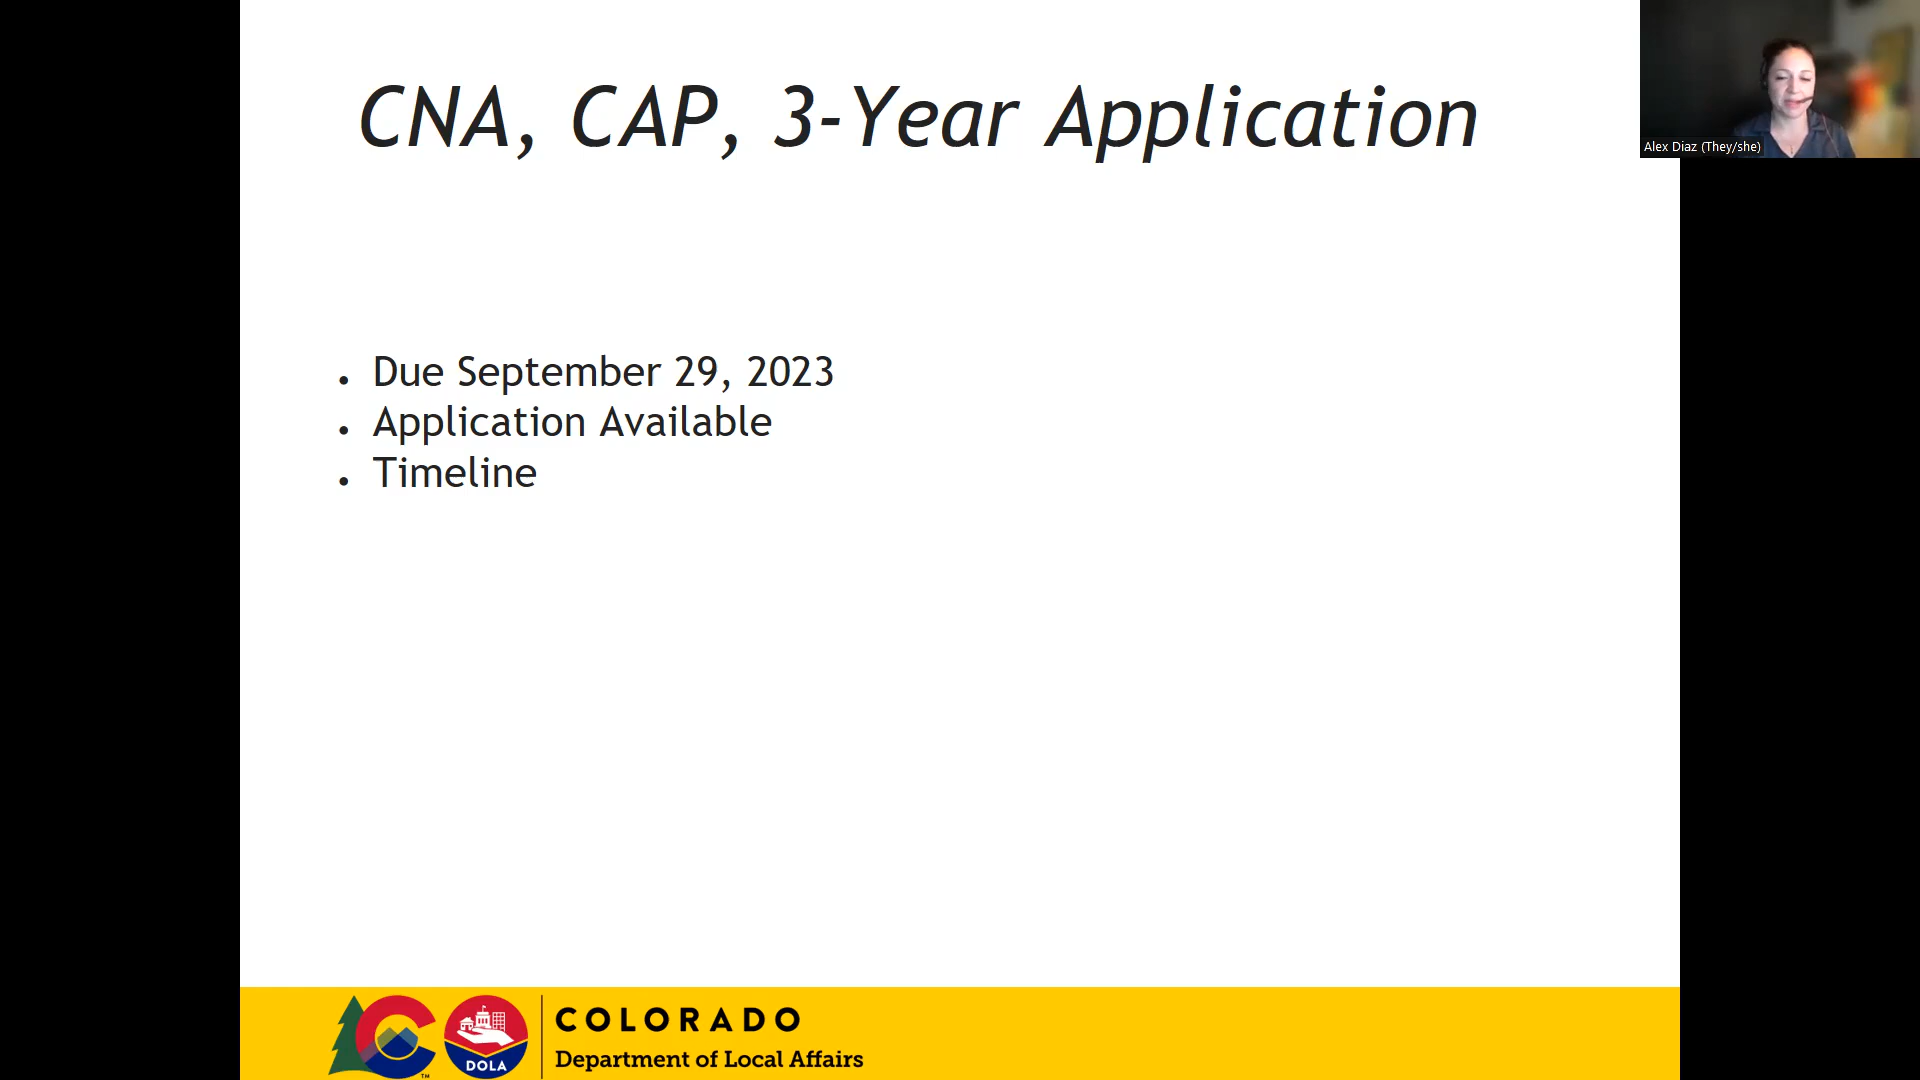 CNA, CAP, 3-Year Application
Alex Diaz (They/she)
• Due September 29, 2023
• Application Available
• Timeline
COLORADO
Department of Local Affairs
DOLA
TM